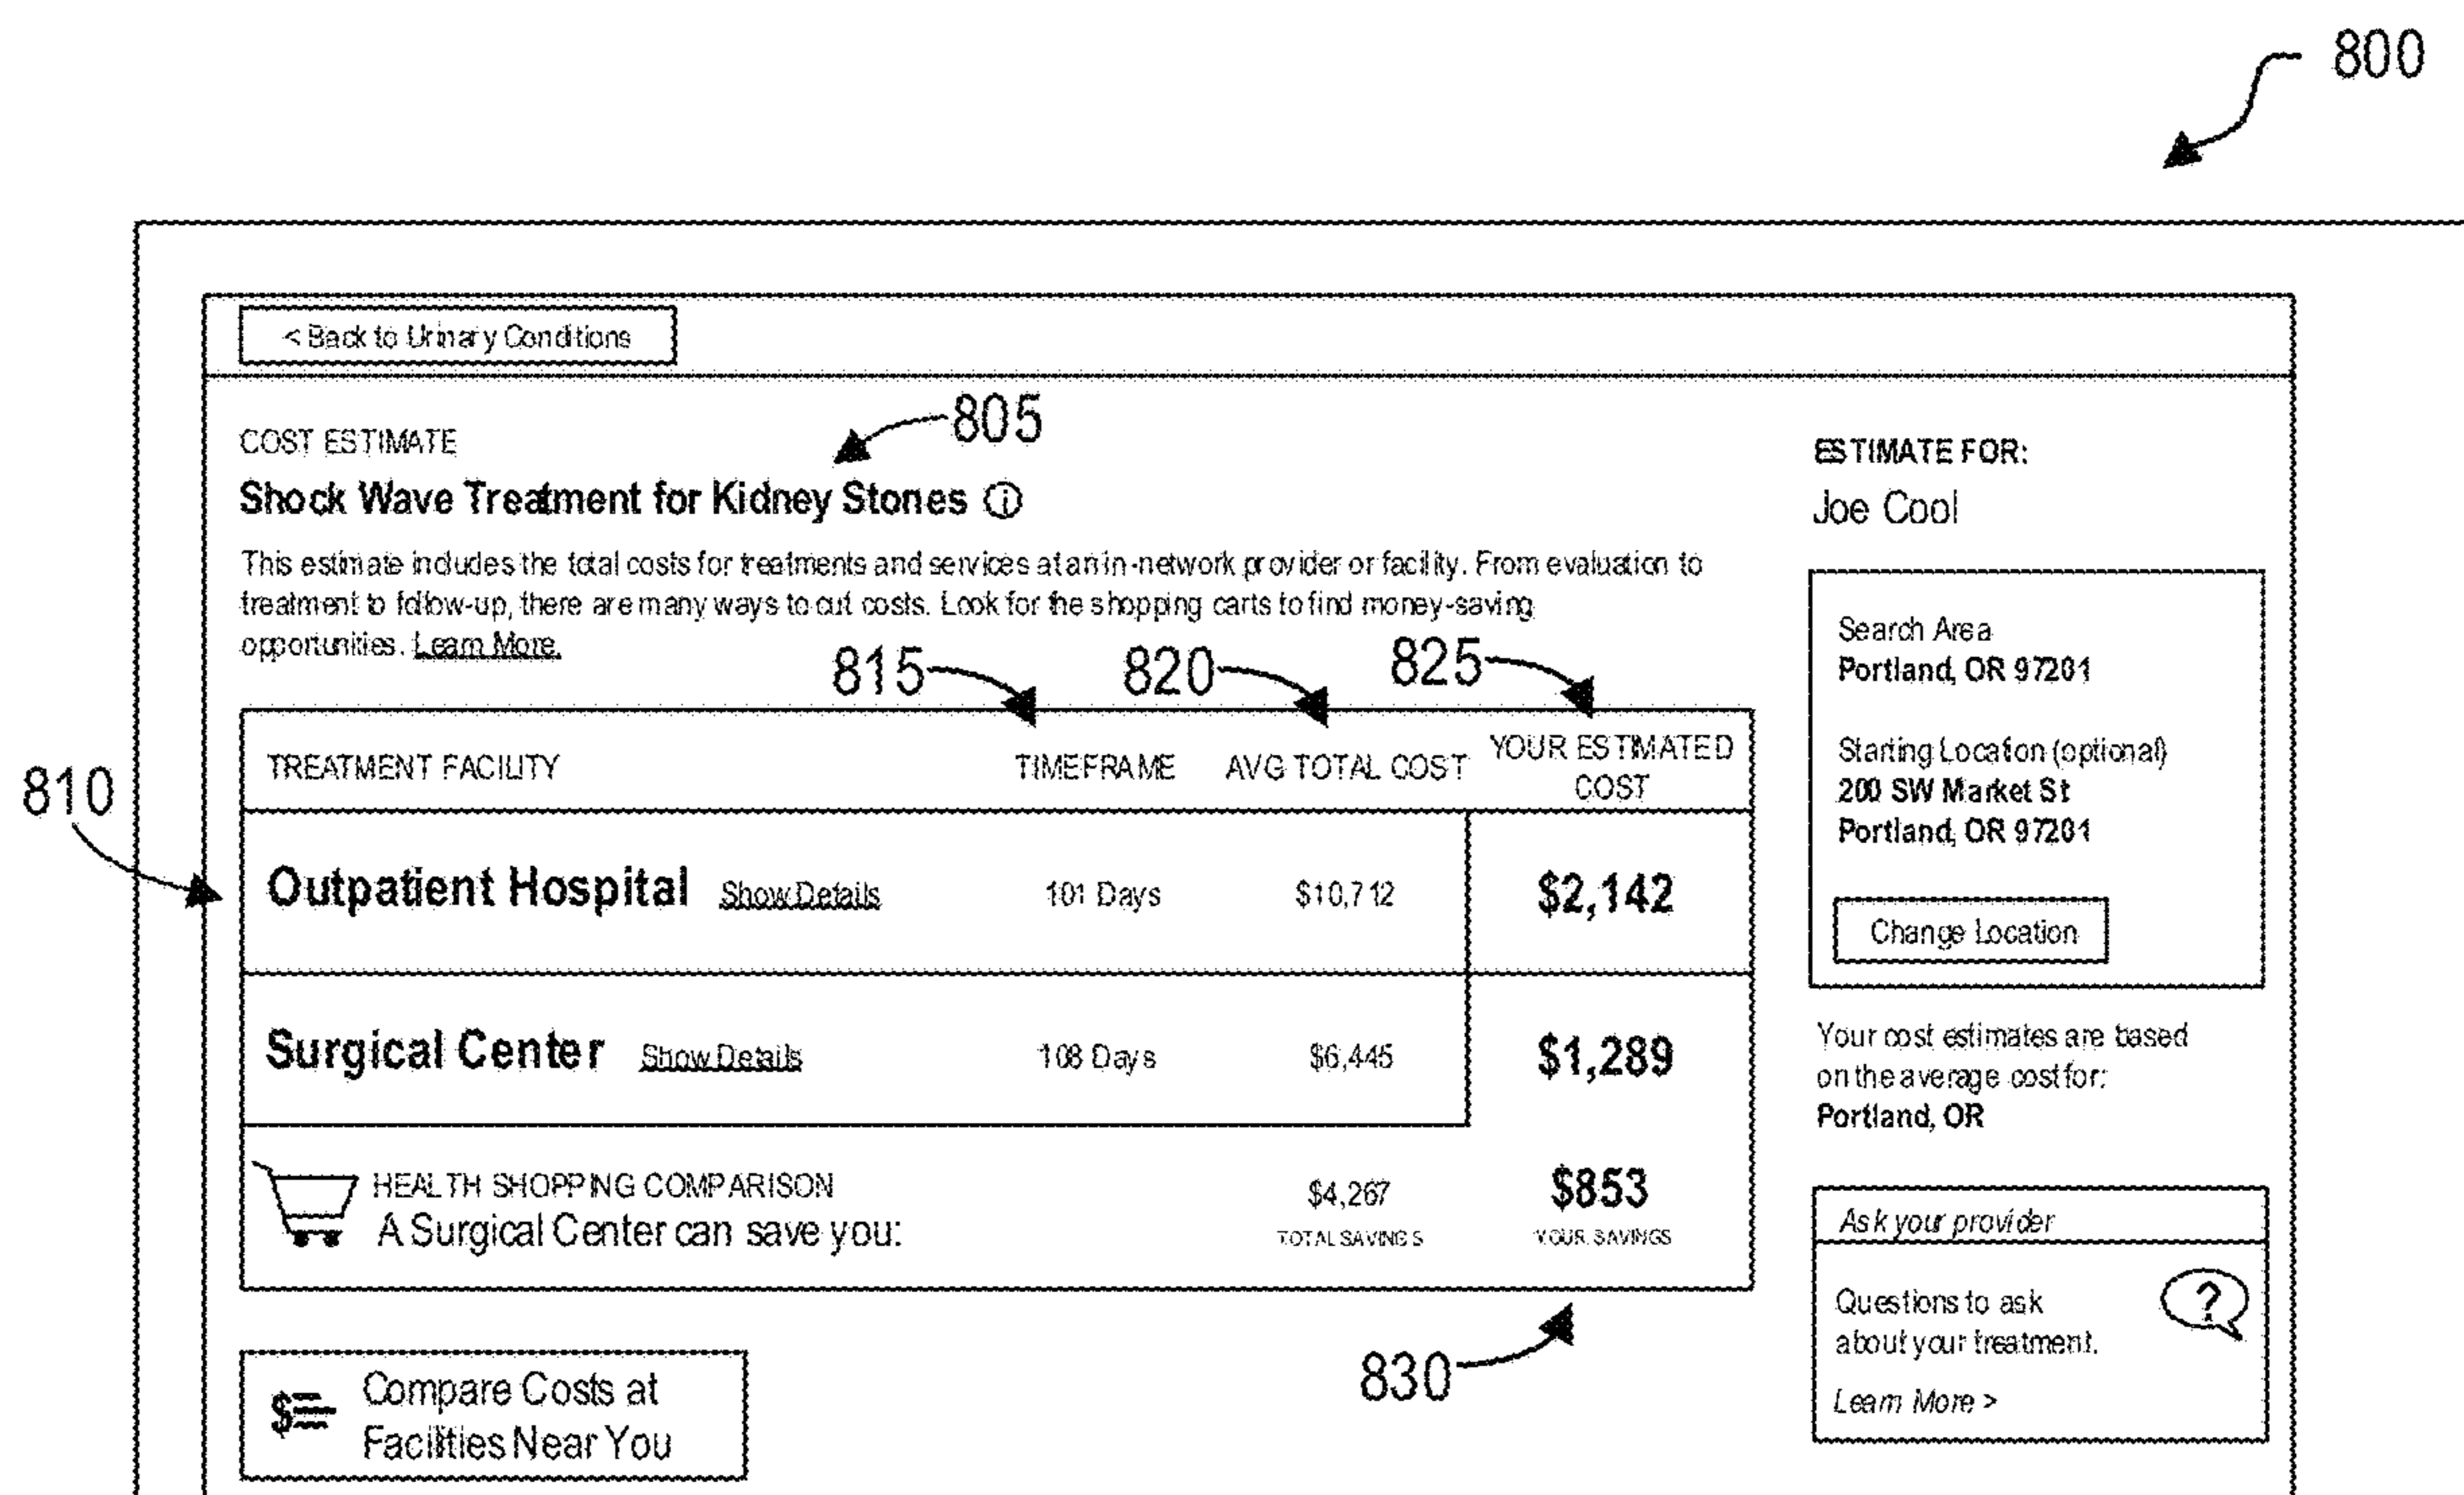 800
< Back to Urinary Conditions
805
COST ESTIMATE
Shock Wave Treatment for Kidney Stones ⓘ
This estimate includes the total costs for treatments and services at an in-network provider or facility. From evaluation to
treatment to follow-up, there are many ways to cut costs. Look for the shopping carts to find money-saving
opportunities. Learn More.
ESTIMATE FOR:
Joe Cool
Search Area
Portland, OR 97201
Starting Location (optional)
200 SW Market St
Portland, OR 97201
Change Location
815
820
825
810
TREATMENT FACILITY TIMEFRAME AVG TOTAL COST YOUR ESTIMATED
COST
Outpatient Hospital Show Details 101 Days $10,712 $2,142
Surgical Center Show Details 108 Days $6,445 $1,289
HEALTH SHOPPING COMPARISON
A Surgical Center can save you:
$4,267 $853
TOTAL SAVINGS YOUR SAVINGS
830
Your cost estimates are based
on the average cost for:
Portland, OR
Ask your provider
Questions to ask
about your treatment.
?
Learn More >
$ Compare Costs at
Facilities Near You